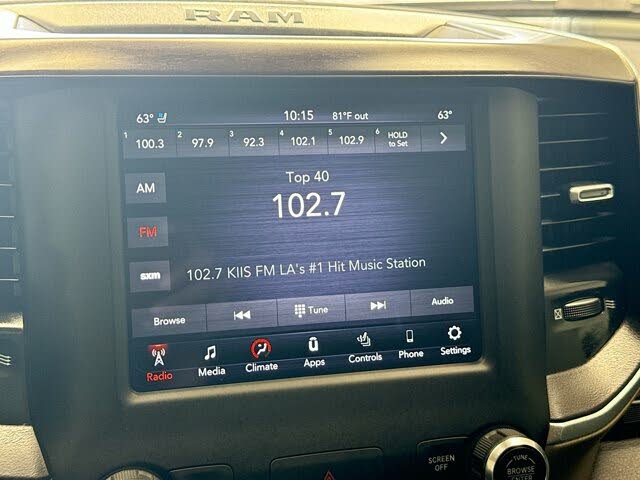 RAM
63° 10:15 81°F out 63°
1 100.3 2 97.9 3 92.3 4 102.1 5 102.9 6 HOLD to Set
AM
Top 40
102.7
FM
sxm
102.7 KIIS FM LA's #1 Hit Music Station
Browse Tune Audio
Radio Media Climate Apps Controls Phone Settings
SCREEN OFF
TUNE
BROWSE
ENTER